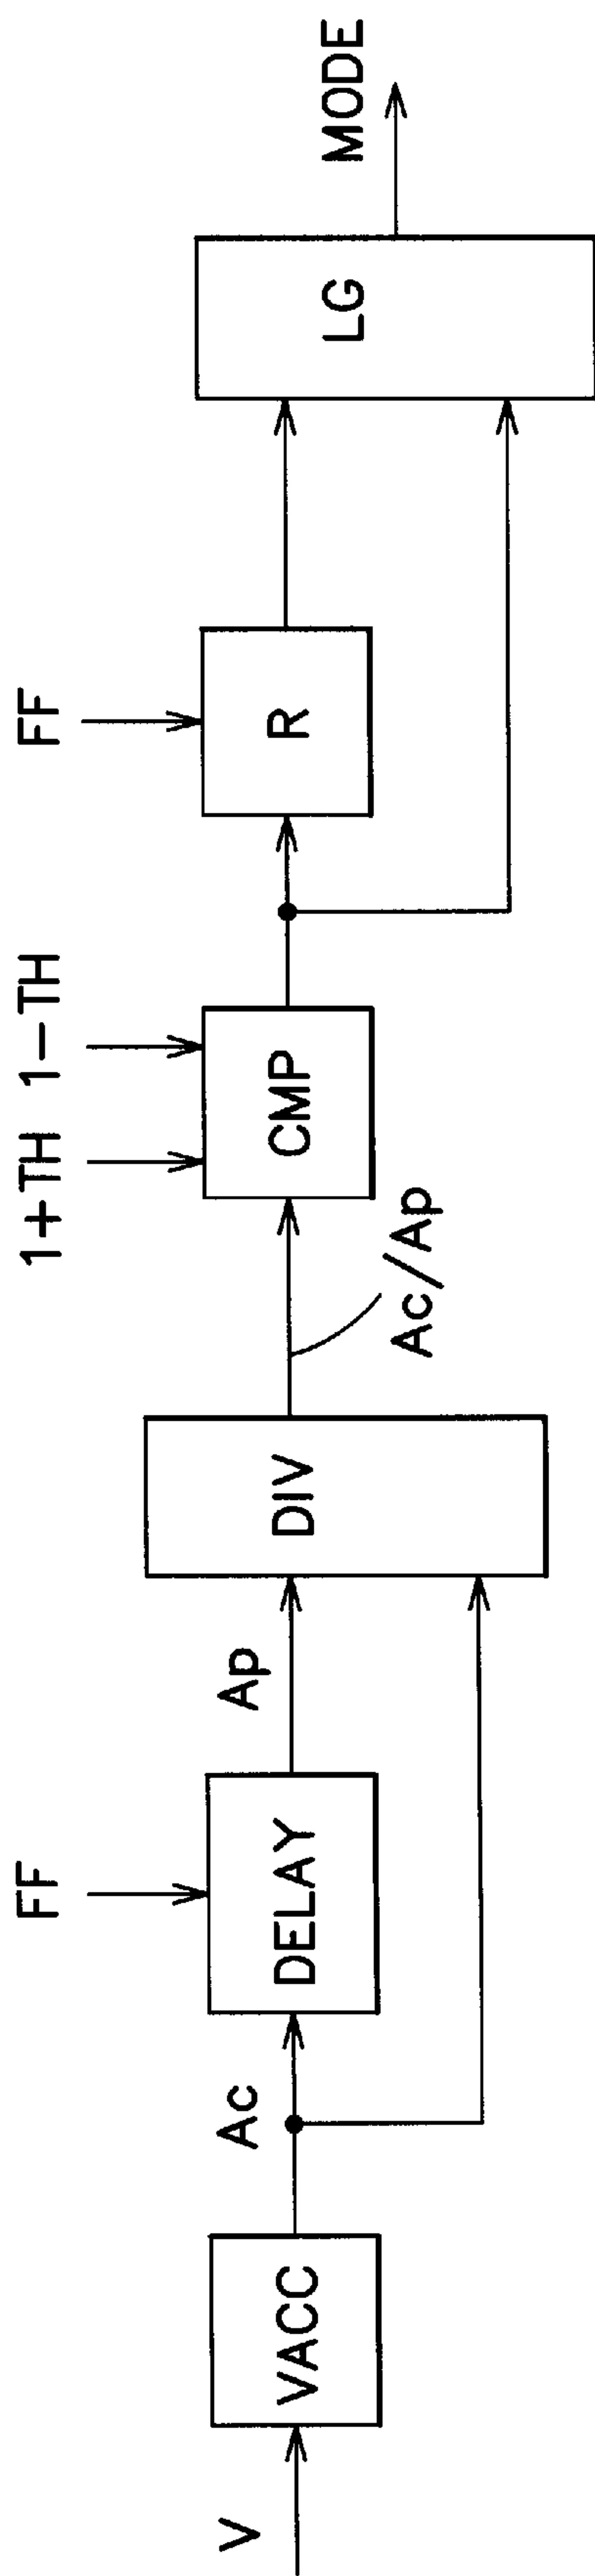 V
VACC
Ac
FF
DELAY
Ap
DIV
Ac/Ap
1+TH
1−TH
CMP
FF
R
LG
MODE